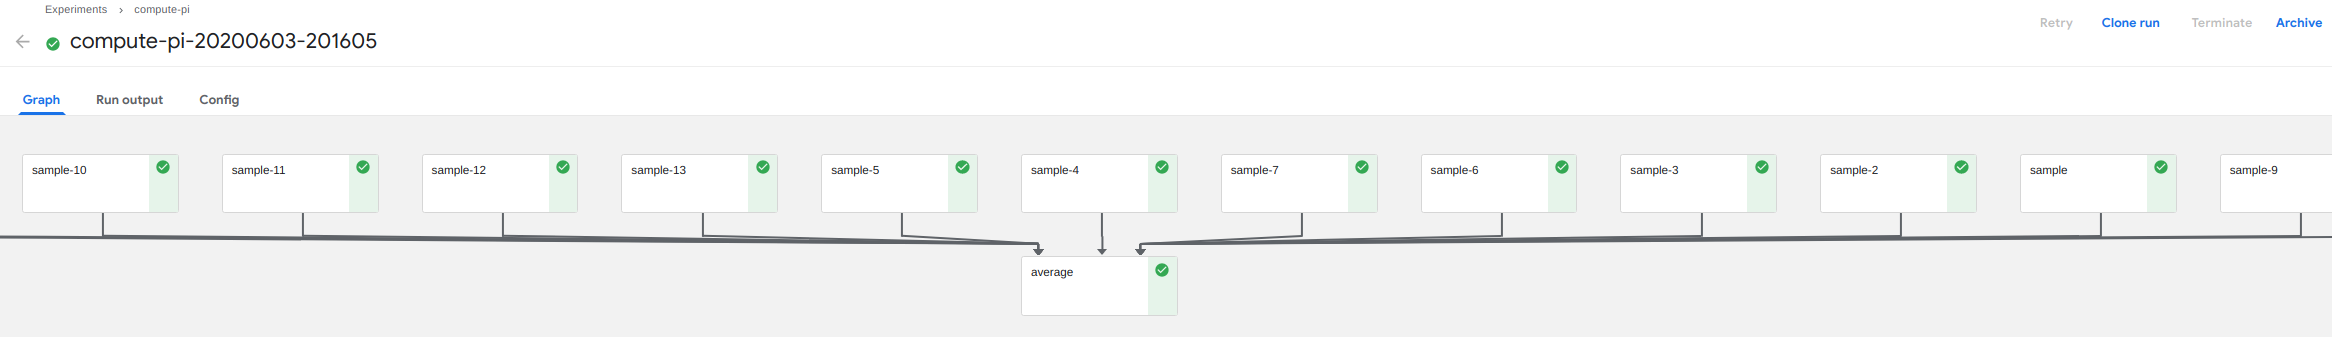 Experiments › compute-pi
compute-pi-20200603-201605
Retry Clone run Terminate Archive
Graph Run output Config
sample-10 sample-11 sample-12 sample-13 sample-5 sample-4 sample-7 sample-6 sample-3 sample-2 sample sample-9
average